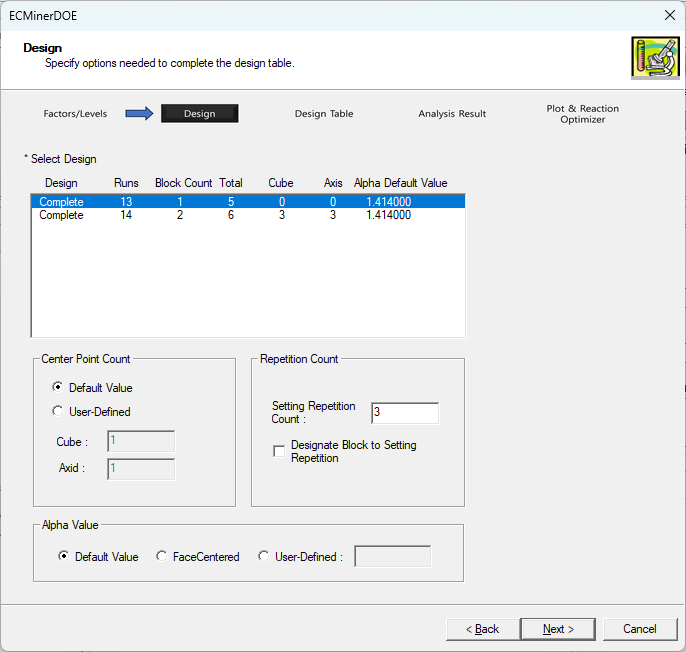 ECMinerDOE
Design
Specify options needed to complete the design table.
Factors/Levels Design Design Table Analysis Result Plot & Reaction
Optimizer
* Select Design
Design Runs Block Count Total Cube Axis Alpha Default Value
Complete 13 1 5 0 0 1.414000
Complete 14 2 6 3 3 1.414000
Center Point Count
Default Value
User-Defined
Cube : 1
Axid : 1
Repetition Count
Setting Repetition
Count : 3
Designate Block to Setting
Repetition
Alpha Value
Default Value FaceCentered User-Defined :
< Back Next > Cancel